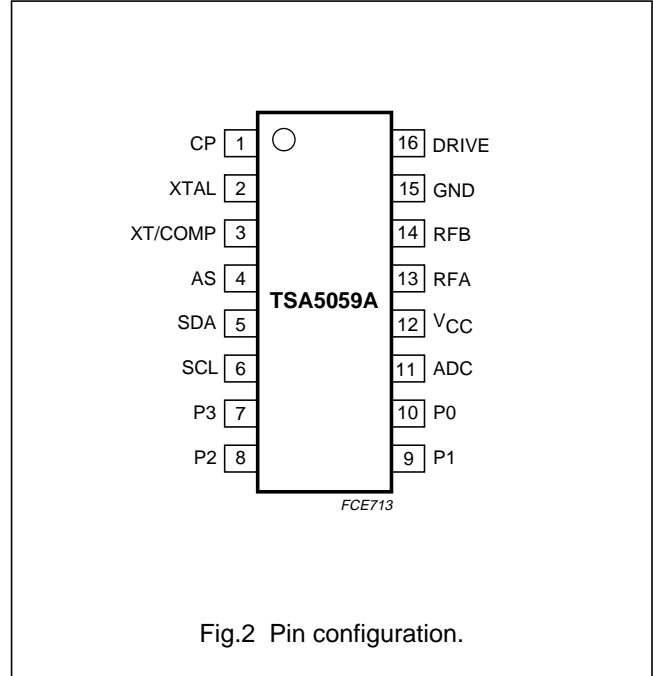 CP 1 16 DRIVE
XTAL 2 15 GND
XT/COMP 3 14 RFB
AS 4 13 RFA
TSA5059A
SDA 5 12 VCC
SCL 6 11 ADC
P3 7 10 P0
P2 8 9 P1
FCE713
Fig.2 Pin configuration.